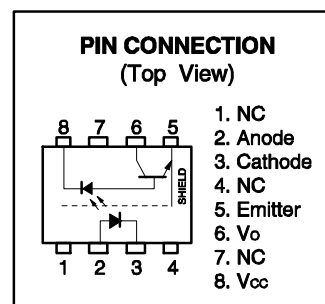 PIN CONNECTION
(Top View)
8 7 6 5
SHIELD
1 2 3 4
1. NC
2. Anode
3. Cathode
4. NC
5. Emitter
6. Vo
7. NC
8. Vcc